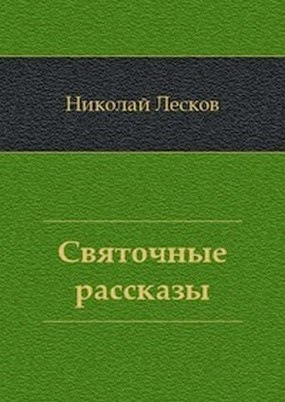 Николай Лесков
Святочные
рассказы